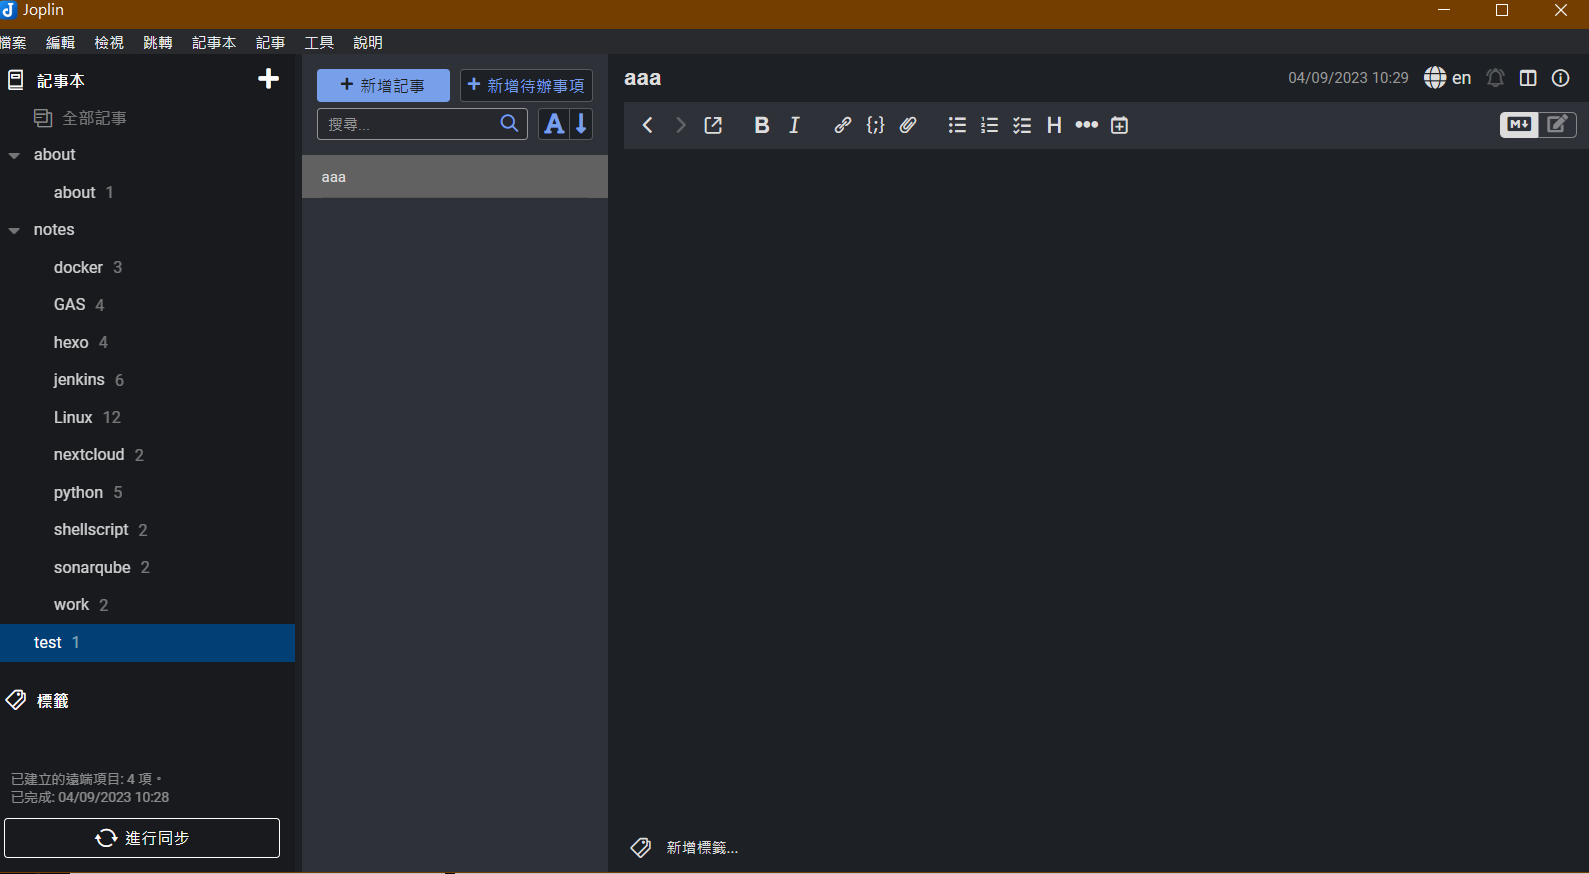 Joplin
檔案 編輯 檢視 跳轉 記事本 記事 工具 說明
記事本
全部記事
about
about 1
notes
docker 3
GAS 4
hexo 4
jenkins 6
Linux 12
nextcloud 2
python 5
shellscript 2
sonarqube 2
work 2
test 1
標籤
已建立的遠端項目: 4 項。
已完成: 04/09/2023 10:28
進行同步
新增記事 新增待辦事項
搜尋...
aaa
aaa
04/09/2023 10:29 en
新增標籤...